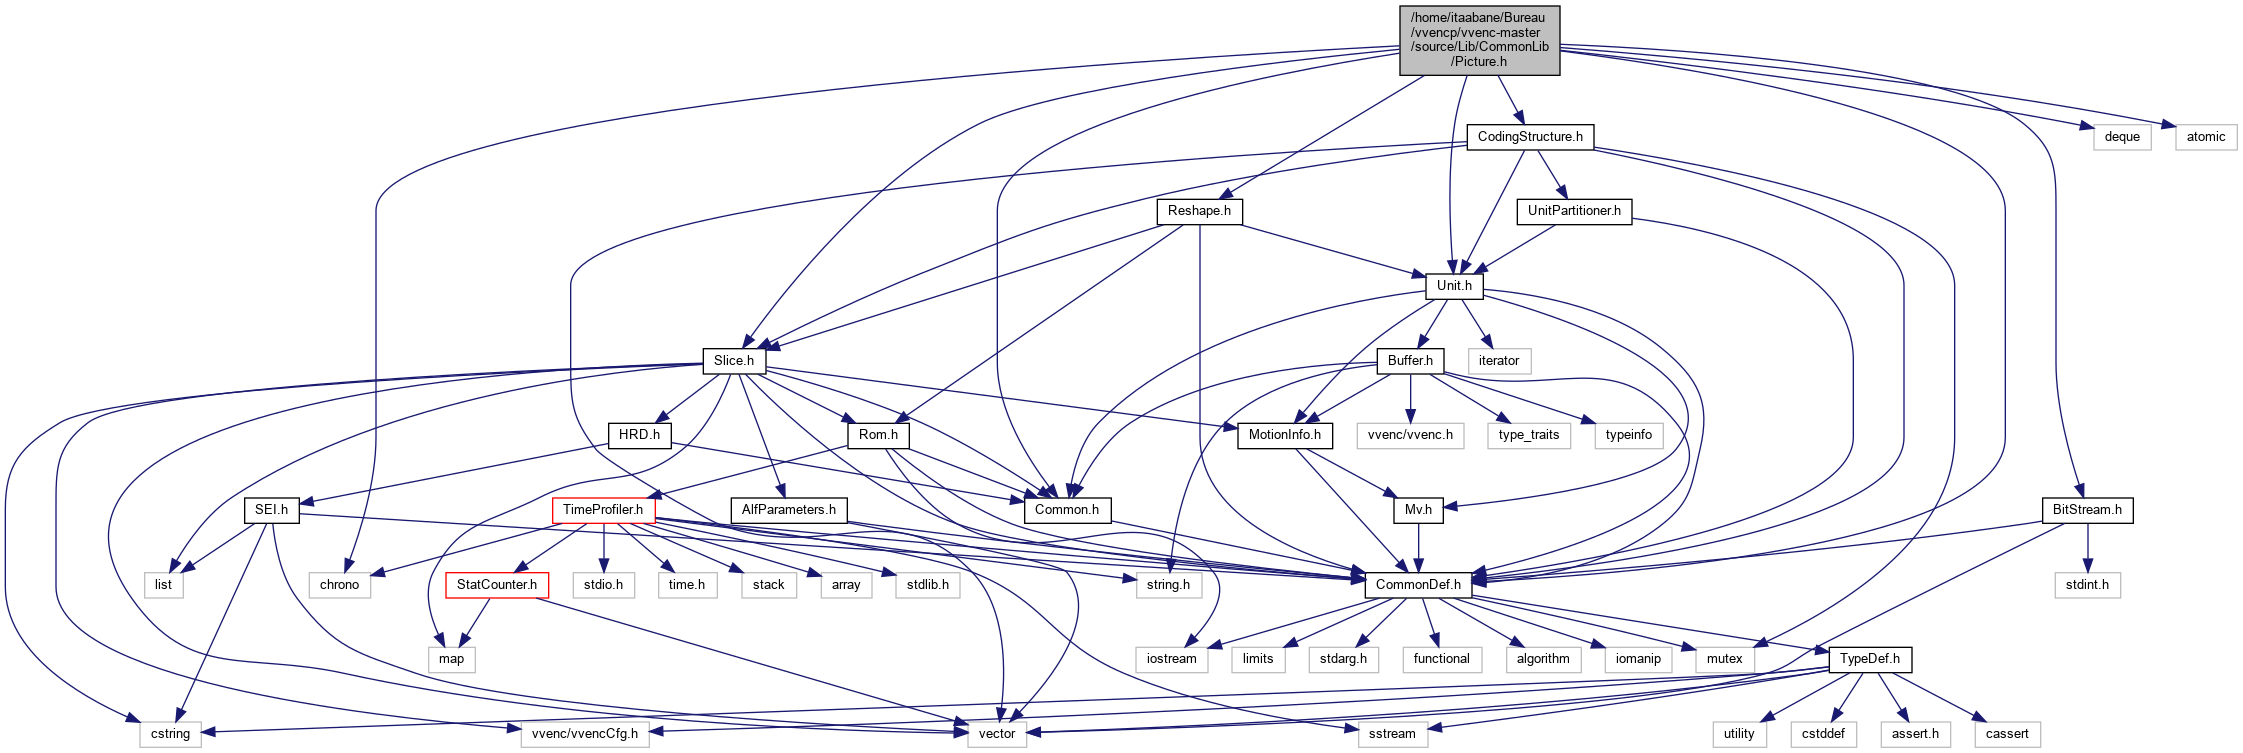 /home/itaabane/Bureau
/vvencp/vvenc-master
/source/Lib/CommonLib
/Picture.h
CodingStructure.h
deque
atomic
Reshape.h
UnitPartitioner.h
Unit.h
Slice.h
Buffer.h
iterator
HRD.h
Rom.h
MotionInfo.h
vvenc/vvenc.h
type_traits
typeinfo
SEI.h
TimeProfiler.h
AlfParameters.h
Common.h
Mv.h
BitStream.h
list
chrono
StatCounter.h
stdio.h
time.h
stack
array
stdlib.h
string.h
CommonDef.h
stdint.h
map
iostream
limits
stdarg.h
functional
algorithm
iomanip
mutex
TypeDef.h
cstring
vvenc/vvencCfg.h
vector
sstream
utility
cstddef
assert.h
cassert